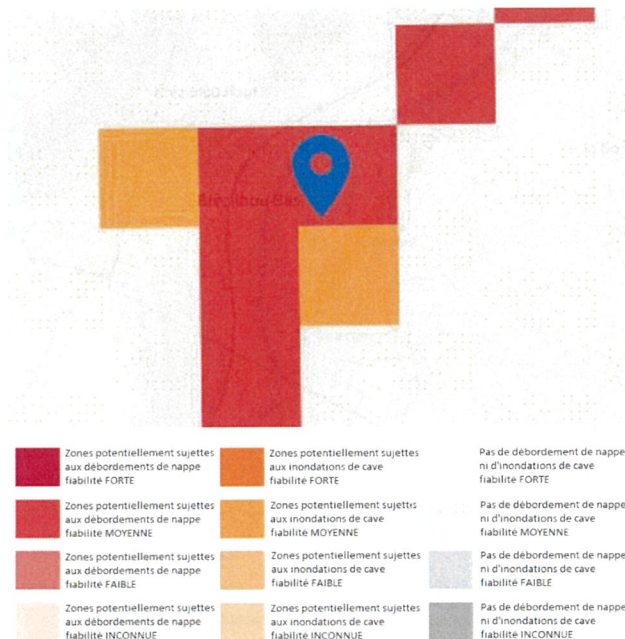 Zones potentiellement sujettes
aux débordements de nappe
fiabilité FORTE
Zones potentiellement sujettes
aux inondations de cave
fiabilité FORTE
Pas de débordement de nappe
ni d'inondations de cave
fiabilité FORTE
Zones potentiellement sujettes
aux débordements de nappe
fiabilité MOYENNE
Zones potentiellement sujettis
aux inondations de cave
fiabilité MOYENNE
Pas de débordement de nappe
ni d'inondations de cave
fiabilité MOYENNE
Zones potentiellement sujettes
aux débordements de nappe
fiabilité FAIBLE
Zones potentiellement sujettes
aux inondations de cave
fiabilité FAIBLE
Pas de débordement de nappe
ni d'inondations de cave
fiabilité FAIBLE
Zones potentiellement sujettes
aux débordements de nappe
fiabilité INCONNUE
Zones potentiellement sujettes
aux inondations de cave
fiabilité INCONNUE
Pas de débordement de nappe
ni d'inondations de cave
fiabilité INCONNUE